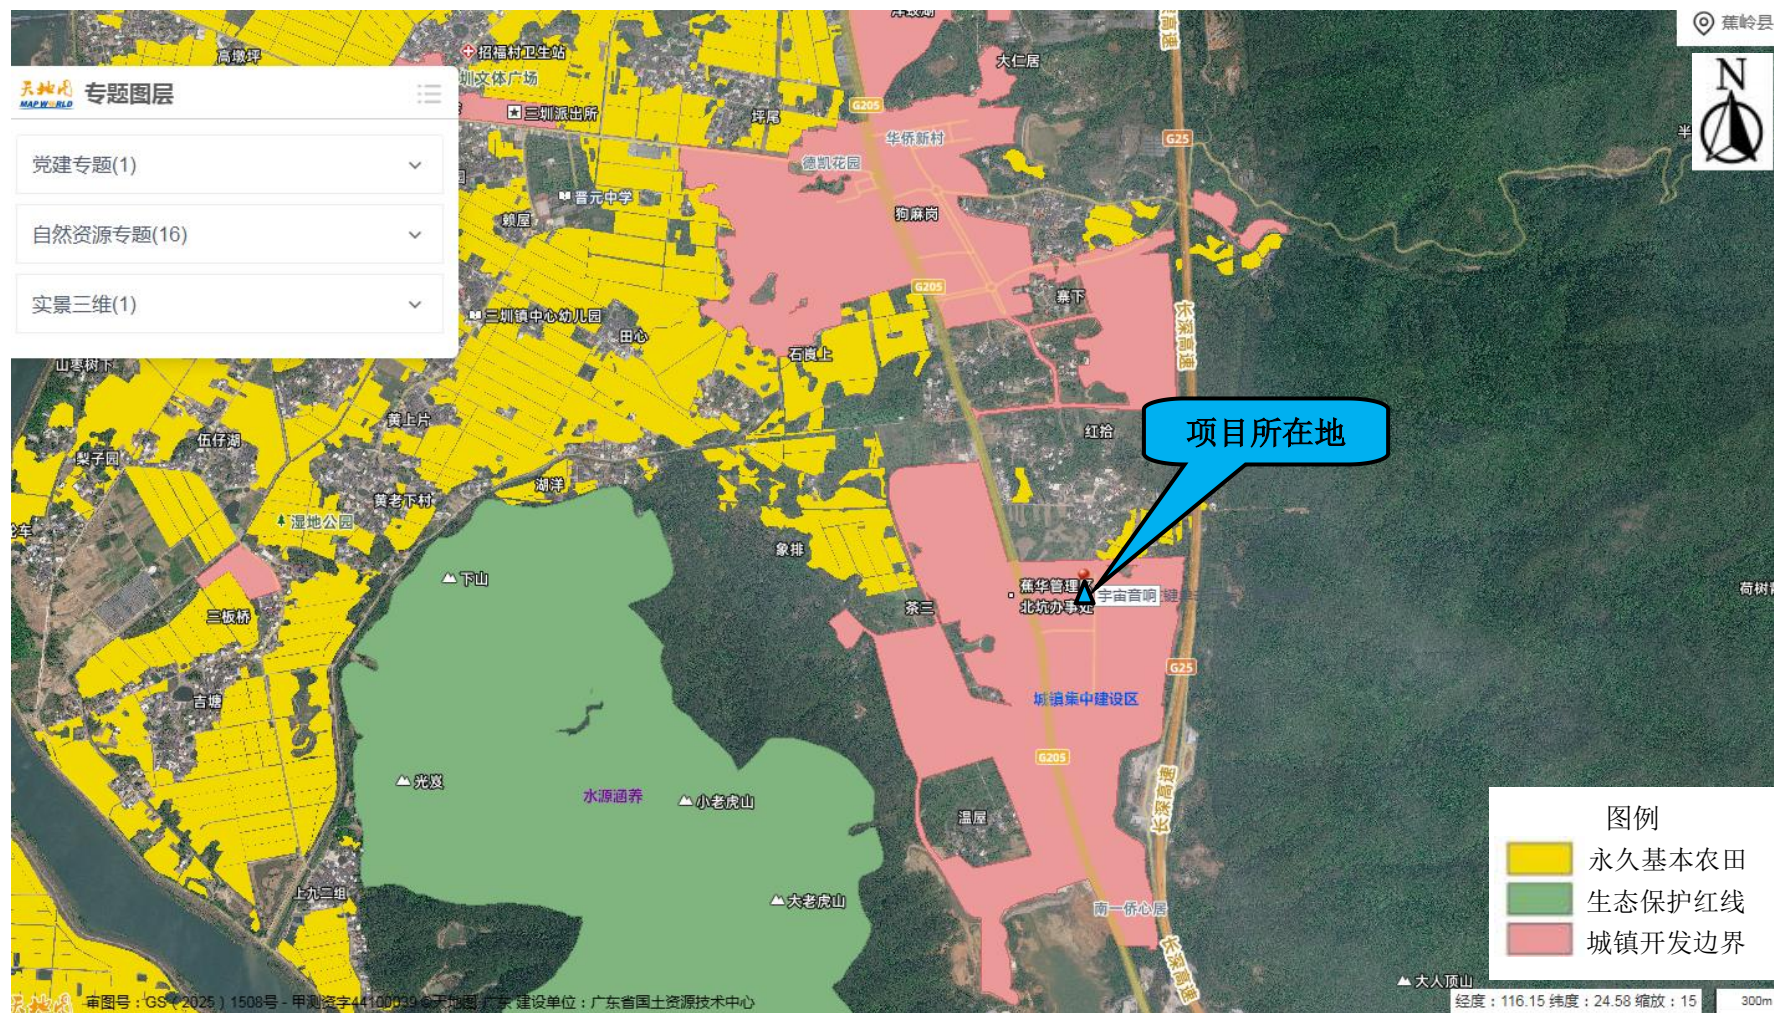 蕉岭县
N
天地图
MAP WORLD
专题图层
党建专题(1)
自然资源专题(16)
实景三维(1)
高墩坪
招福村卫生站
圳文体广场
三圳派出所
坪尾
大仁居
G205
华侨新村
德凯花园
G25
晋元中学
赖屋
狗麻岗
半
G205
寨下
长深高速
三圳镇中心幼儿园
田心
石崀上
山枣树下
黄上片
伍仔湖
梨子园
红拾
项目所在地
湖洋
黄老下村
湿地公园
象排
下山
蕉华管理区
北坑办事处
宇宙音响
茶三
荷树
三板桥
G25
吉塘
城镇集中建设区
G205
光岌
水源涵养
小老虎山
长深高速
温屋
上九二组
大老虎山
南一侨心居
长深高速
大人顶山
图例
永久基本农田
生态保护红线
城镇开发边界
天地图
审图号：GS（2025）1508号 - 甲测资字44100039 ©天地图 广东 建设单位：广东省国土资源技术中心
经度：116.15 纬度：24.58 缩放：15
300m